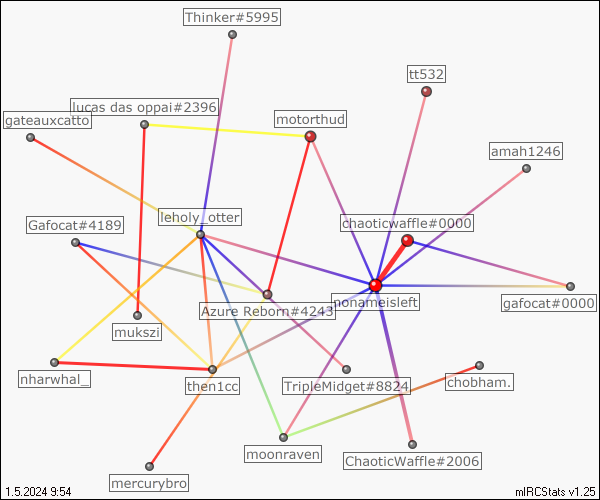 Thinker#5995
tt532
lucas das oppai#2396
gateauxcatto
motorthud
amah1246
leholy_otter
Gafocat#4189
chaoticwaffle#0000
nonameisleft
gafocat#0000
Azure Reborn#4243
mukszi
nharwhal_
then1cc
TripleMidget#8824
chobham.
moonraven
ChaoticWaffle#2006
mercurybro
1.5.2024 9:54
mIRCStats v1.25